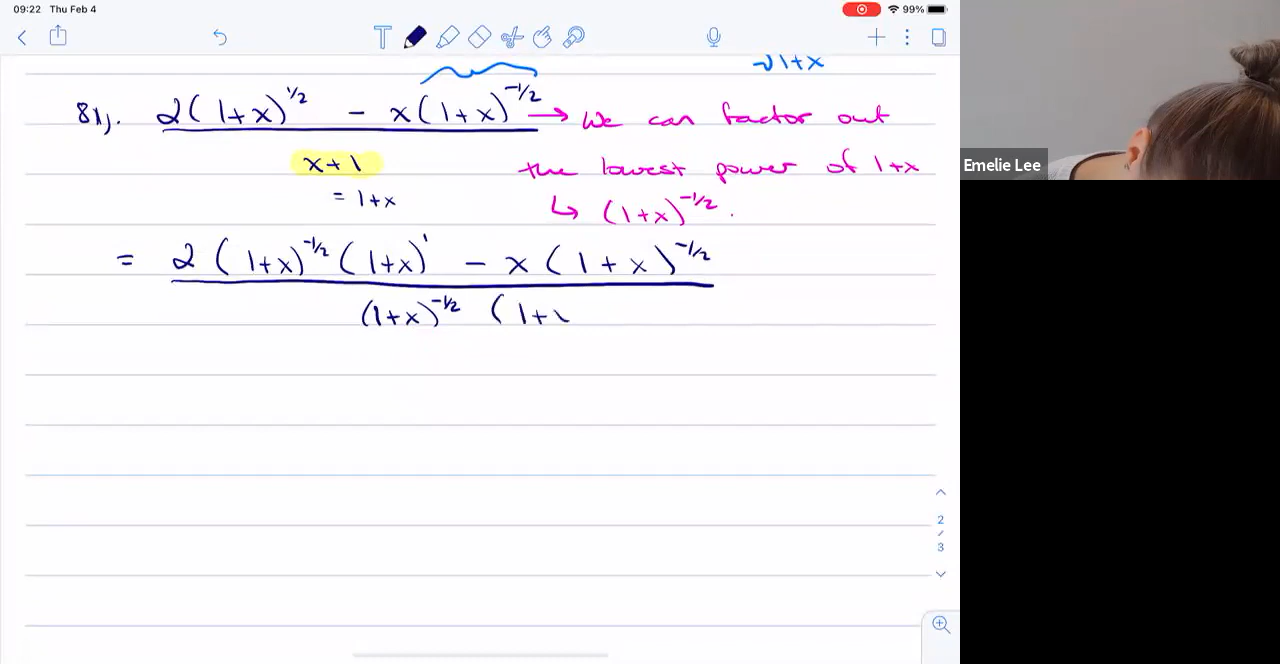 09:22 Thu Feb 4
99%
√1+x
81). 2(1+x)^1/2 - x(1+x)^-1/2 → We can factor out
x+1
the lowest power of 1+x
= 1+x
↳ (1+x)^-1/2.
= 2(1+x)^-1/2 (1+x)^1 - x(1+x)^-1/2
(1+x)^-1/2 (1+x
Emelie Lee
2
/
3